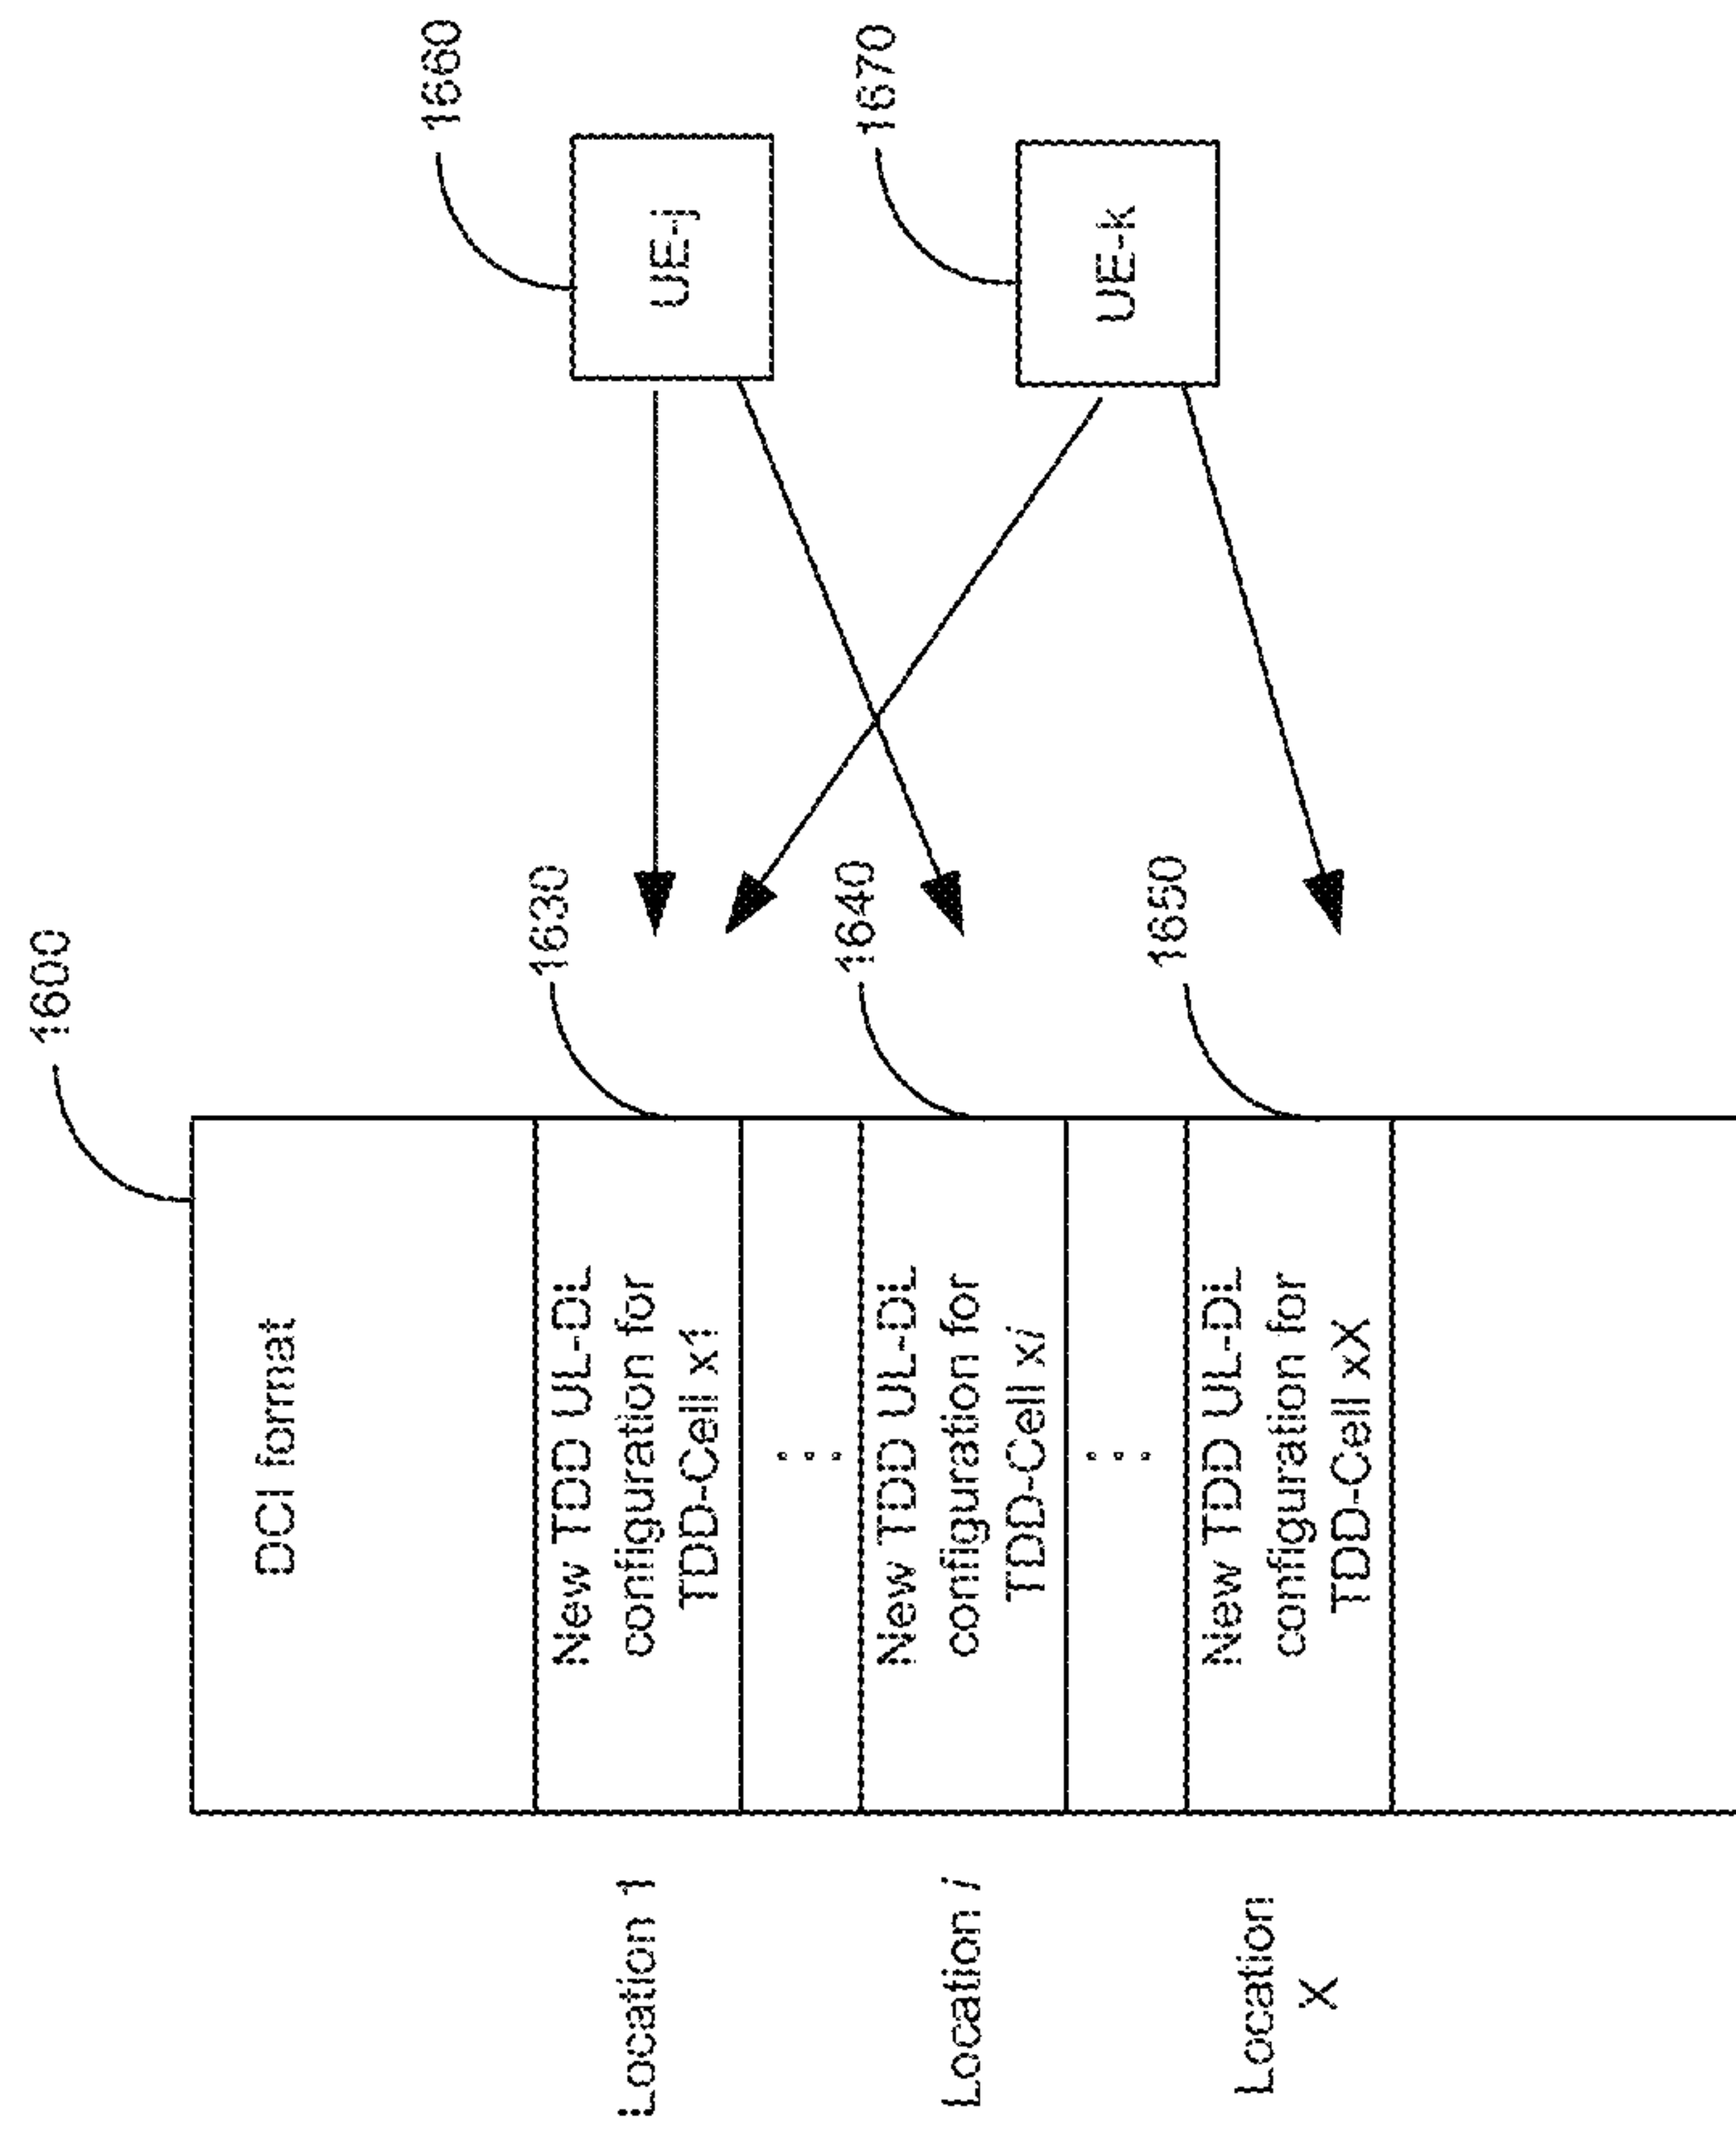 1600
DCI format
Location 1
New TDD UL-DL
configuration for
TDD-Cell x1
1630
Location i
New TDD UL-DL
configuration for
TDD-Cell xi
1640
Location
X
New TDD UL-DL
configuration for
TDD-Cell xX
1650
UE-j
1660
UE-k
1670